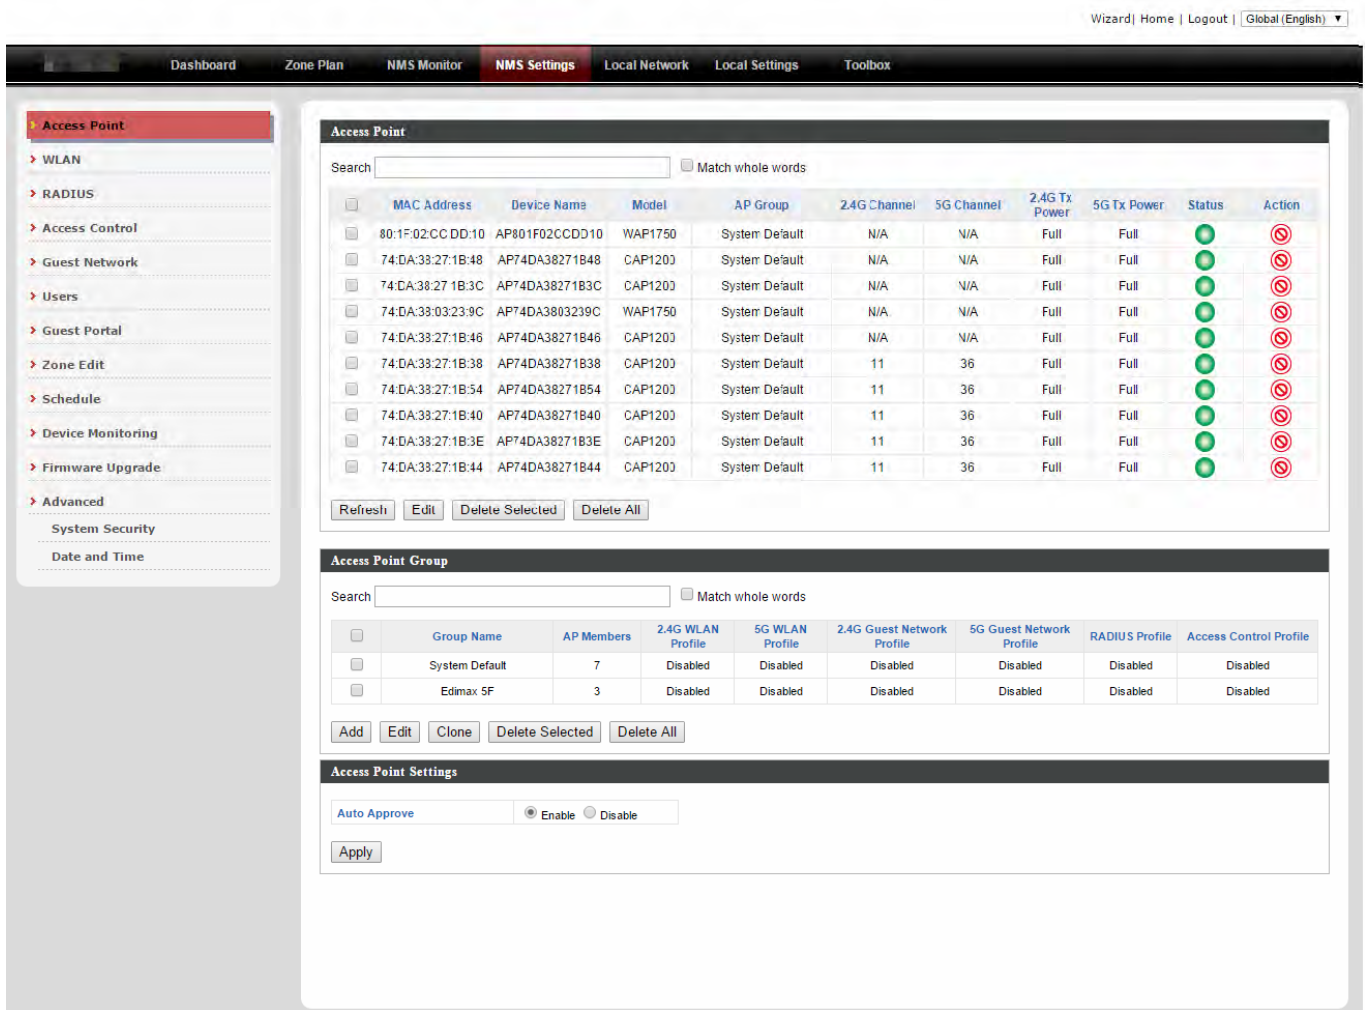 Wizard| Home | Logout | Global (English)
Dashboard Zone Plan NMS Monitor NMS Settings Local Network Local Settings Toolbox
Access Point
WLAN
RADIUS
Access Control
Guest Network
Users
Guest Portal
Zone Edit
Schedule
Device Monitoring
Firmware Upgrade
Advanced
System Security
Date and Time
Access Point
Search Match whole words
MAC Address Device Name Model AP Group 2.4G Channel 5G Channel 2.4G Tx Power 5G Tx Power Status Action
80:1F:02:CC:DD:10 AP801F02CCDD10 WAP1750 System Default N/A N/A Full Full
74:DA:38:27:1B:48 AP74DA38271B48 CAP1200 System Default N/A N/A Full Full
74:DA:38:27:1B:3C AP74DA38271B3C CAP1200 System Default N/A N/A Full Full
74:DA:38:03:23:9C AP74DA3803239C WAP1750 System Default N/A N/A Full Full
74:DA:38:27:1B:46 AP74DA38271B46 CAP1200 System Default N/A N/A Full Full
74:DA:38:27:1B:38 AP74DA38271B38 CAP1200 System Default 11 36 Full Full
74:DA:38:27:1B:54 AP74DA38271B54 CAP1200 System Default 11 36 Full Full
74:DA:38:27:1B:40 AP74DA38271B40 CAP1200 System Default 11 36 Full Full
74:DA:38:27:1B:3E AP74DA38271B3E CAP1200 System Default 11 36 Full Full
74:DA:38:27:1B:44 AP74DA38271B44 CAP1200 System Default 11 36 Full Full
Refresh Edit Delete Selected Delete All
Access Point Group
Search Match whole words
Group Name AP Members 2.4G WLAN Profile 5G WLAN Profile 2.4G Guest Network Profile 5G Guest Network Profile RADIUS Profile Access Control Profile
System Default 7 Disabled Disabled Disabled Disabled Disabled Disabled
Edimax 5F 3 Disabled Disabled Disabled Disabled Disabled Disabled
Add Edit Clone Delete Selected Delete All
Access Point Settings
Auto Approve Enable Disable
Apply